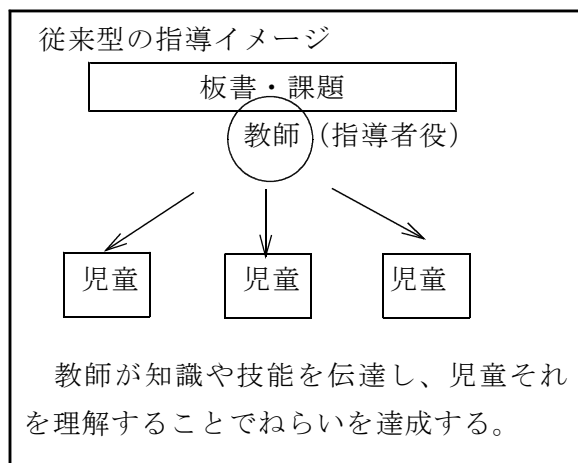 従来型の指導イメージ
板書・課題
教師（指導者役）
児童 児童 児童
教師が知識や技能を伝達し、児童それ
を理解することでねらいを達成する。